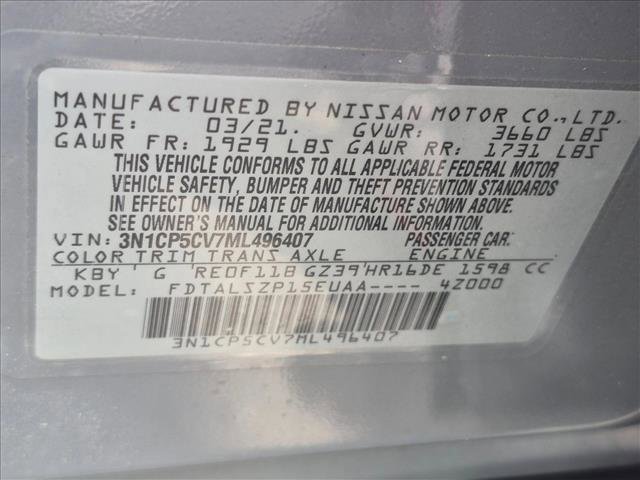 MANUFACTURED BY NISSAN MOTOR CO., LTD.
DATE: 03/21. GVWR: 3660 LBS
GAWR FR: 1929 LBS GAWR RR: 1731 LBS
THIS VEHICLE CONFORMS TO ALL APPLICABLE FEDERAL MOTOR
VEHICLE SAFETY, BUMPER AND THEFT PREVENTION STANDARDS
IN EFFECT ON THE DATE OF MANUFACTURE SHOWN ABOVE.
SEE OWNER'S MANUAL FOR ADDITIONAL INFORMATION.
VIN: 3N1CP5CV7ML496407 PASSENGER CAR.
COLOR TRIM TRANS AXLE ENGINE
KBY' G 'RE0F11B GZ39'HR16DE 1598 CC
MODEL: FDTALSZP15EUAA---- 4Z000
3N1CP5CV7ML496407